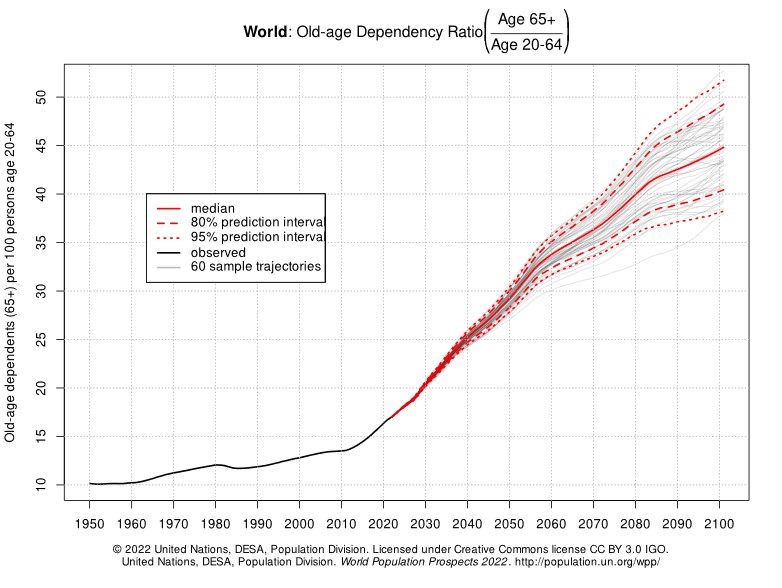 World: Old-age Dependency Ratio(Age 65+
Age 20-64)
Old-age dependents (65+) per 100 persons age 20-64
50
45
40
35
30
25
20
15
10
median
80% prediction interval
95% prediction interval
observed
60 sample trajectories
1950 1960 1970 1980 1990 2000 2010 2020 2030 2040 2050 2060 2070 2080 2090 2100
© 2022 United Nations, DESA, Population Division. Licensed under Creative Commons license CC BY 3.0 IGO.
United Nations, DESA, Population Division. World Population Prospects 2022. http://population.un.org/wpp/